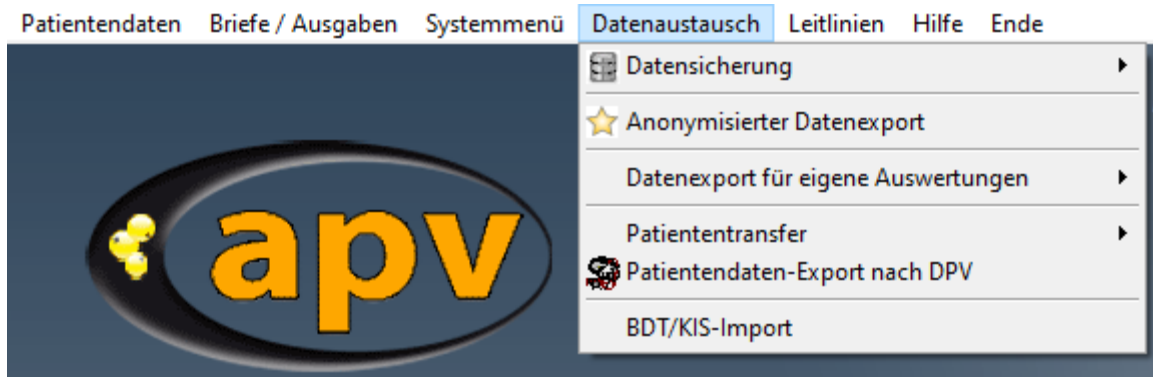 Patientendaten Briefe / Ausgaben Systemmenü Datenaustausch Leitlinien Hilfe Ende
Datensicherung
Anonymisierter Datenexport
Datenexport für eigene Auswertungen
Patiententransfer
Patientendaten-Export nach DPV
BDT/KIS-Import
apv